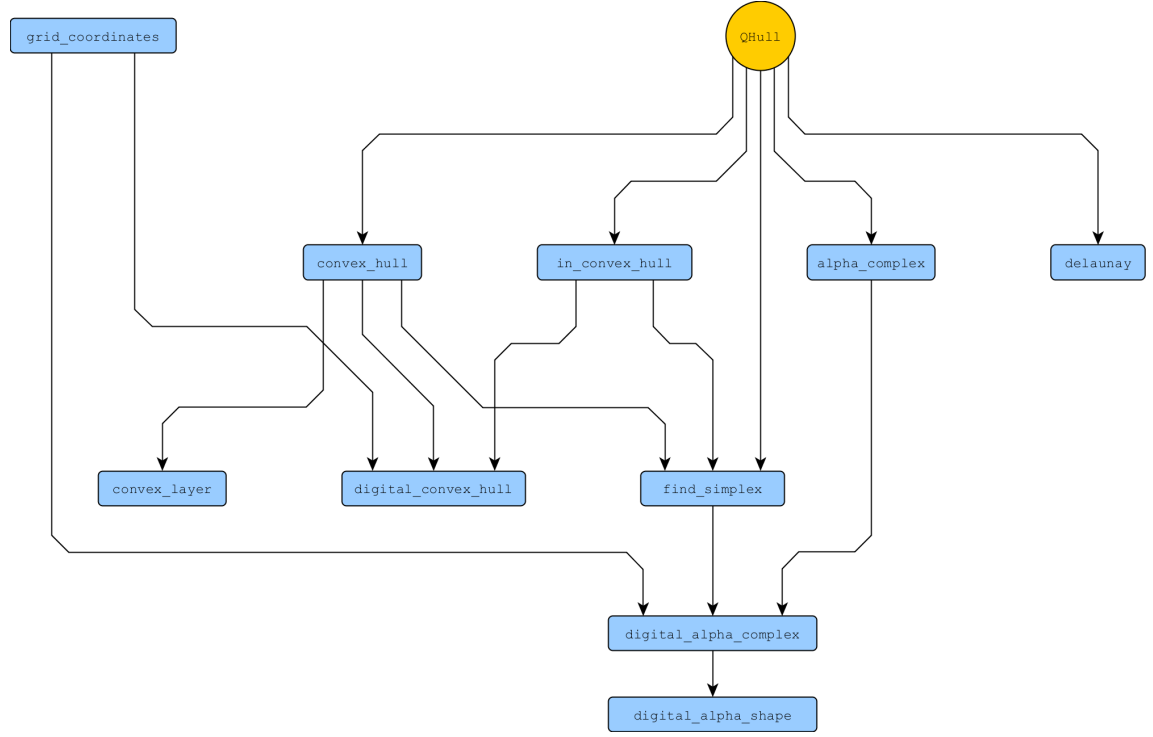 grid_coordinates
QHull
convex_hull
in_convex_hull
alpha_complex
delaunay
convex_layer
digital_convex_hull
find_simplex
digital_alpha_complex
digital_alpha_shape